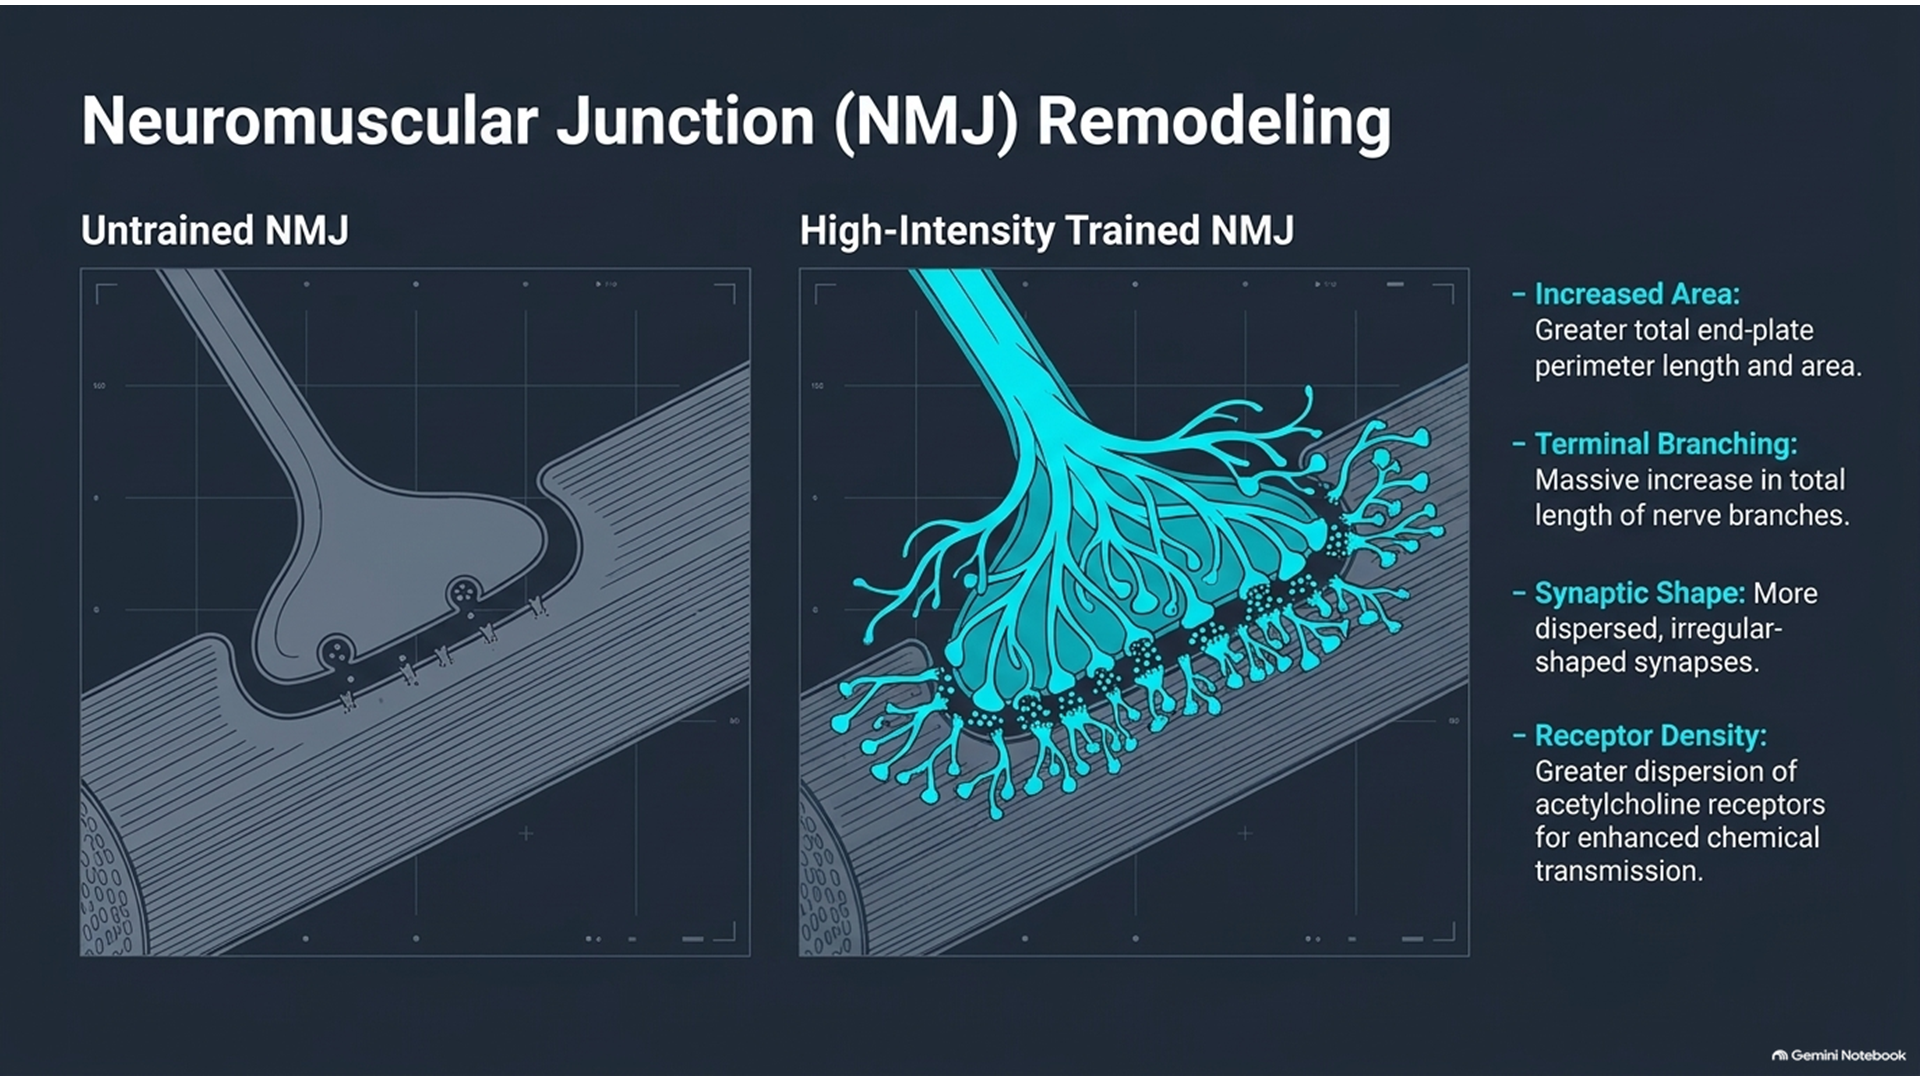 Neuromuscular Junction (NMJ) Remodeling
Untrained NMJ
High-Intensity Trained NMJ
– Increased Area:
Greater total end-plate
perimeter length and area.
– Terminal Branching:
Massive increase in total
length of nerve branches.
– Synaptic Shape: More
dispersed, irregular-
shaped synapses.
– Receptor Density:
Greater dispersion of
acetylcholine receptors
for enhanced chemical
transmission.
Gemini Notebook